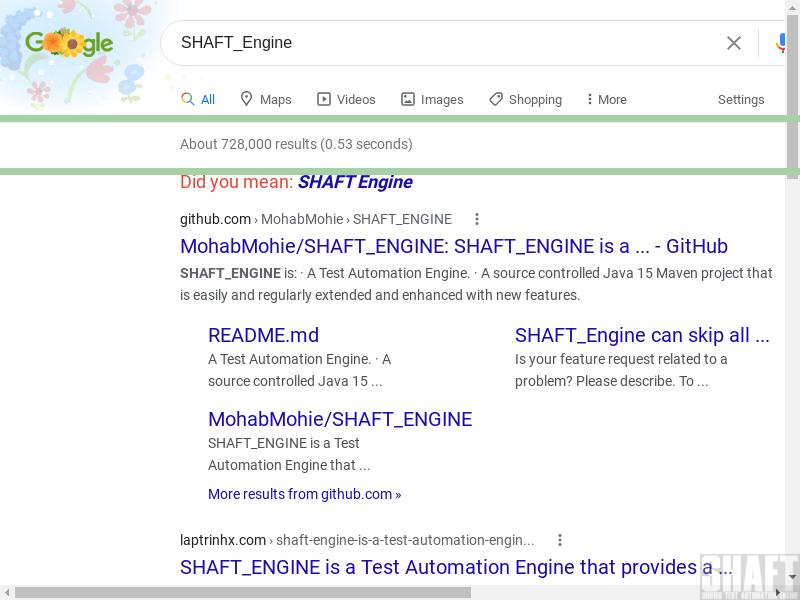 Google
SHAFT_Engine
All Maps Videos Images Shopping More Settings
About 728,000 results (0.53 seconds)
Did you mean: SHAFT Engine
github.com › MohabMohie › SHAFT_ENGINE
MohabMohie/SHAFT_ENGINE: SHAFT_ENGINE is a ... - GitHub
SHAFT_ENGINE is: · A Test Automation Engine. · A source controlled Java 15 Maven project that
is easily and regularly extended and enhanced with new features.
README.md
A Test Automation Engine. · A
source controlled Java 15 ...
SHAFT_Engine can skip all ...
Is your feature request related to a
problem? Please describe. To ...
MohabMohie/SHAFT_ENGINE
SHAFT_ENGINE is a Test
Automation Engine that ...
More results from github.com »
laptrinhx.com › shaft-engine-is-a-test-automation-engin...
SHAFT_ENGINE is a Test Automation Engine that provides a ...
SHAFT